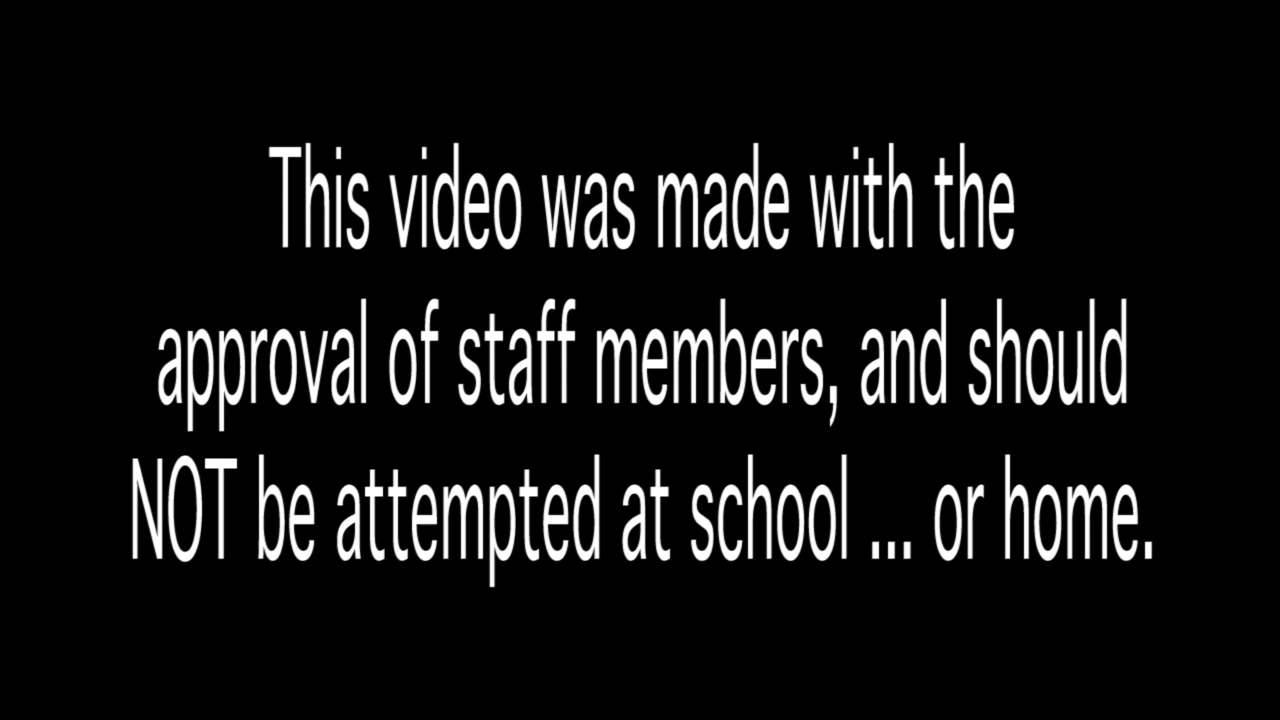 This video was made with the
approval of staff members, and should
NOT be attempted at school ... or home.